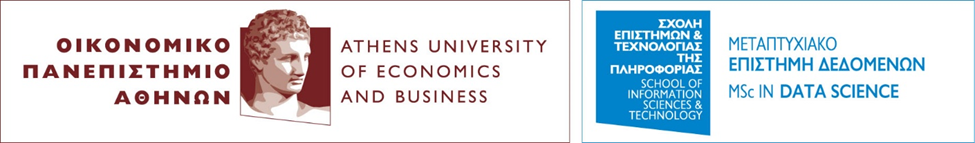 ΟΙΚΟΝΟΜΙΚΟ
ΠΑΝΕΠΙΣΤΗΜΙΟ
ΑΘΗΝΩΝ
ATHENS UNIVERSITY
OF ECONOMICS
AND BUSINESS
ΣΧΟΛΗ
ΕΠΙΣΤΗΜΩΝ &
ΤΕΧΝΟΛΟΓΙΑΣ
ΤΗΣ
ΠΛΗΡΟΦΟΡΙΑΣ
SCHOOL OF
INFORMATION
SCIENCES &
TECHNOLOGY
ΜΕΤΑΠΤΥΧΙΑΚΟ
ΕΠΙΣΤΗΜΗ ΔΕΔΟΜΕΝΩΝ
MSc IN DATA SCIENCE